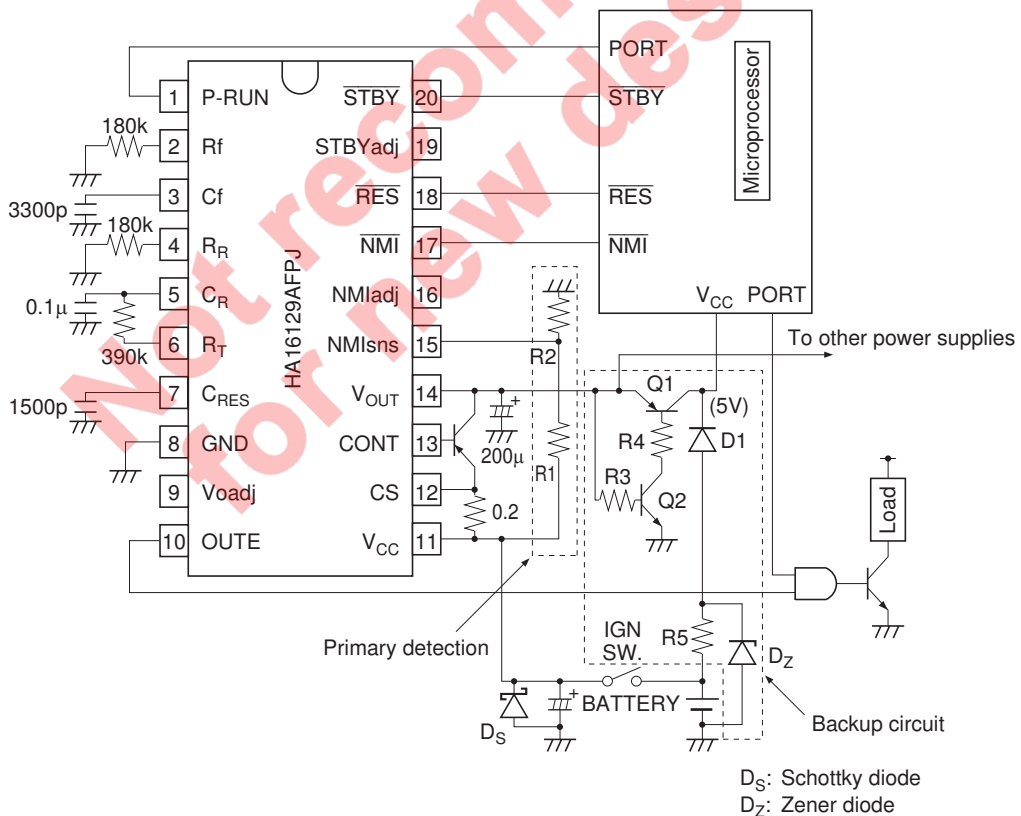 Not recommended
for new des
PORT
Microprocessor
1 P-RUN
STBY 20
STBY
180k
2 Rf
STBYadj 19
3 Cf
RES 18
RES
3300p
180k
4 RR
NMI 17
NMI
5 CR
NMIadj 16
0.1μ
VCC PORT
6 RT
NMIsns 15
390k
HA16129AFPJ
R2
To other power supplies
7 CRES
VOUT 14
1500p
Q1
(5V)
8 GND
CONT 13
+
200μ
R1
R4
D1
R3
Q2
9 Voadj
CS 12
0.2
Load
10 OUTE
VCC 11
Primary detection
IGN
SW.
R5
DZ
DS
+
BATTERY
Backup circuit
DS: Schottky diode
DZ: Zener diode